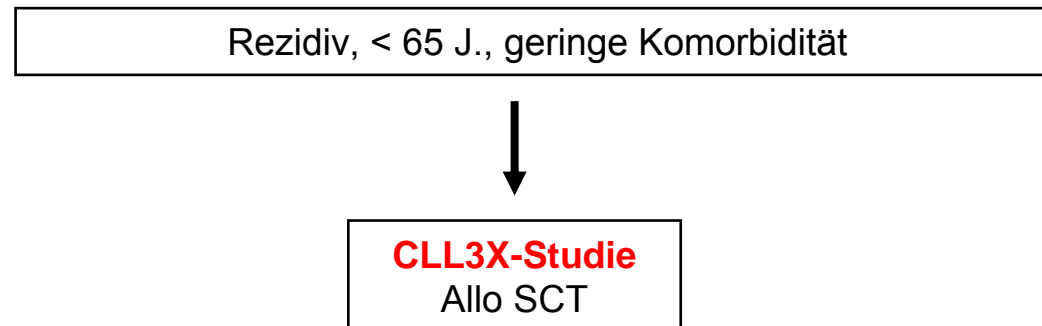 Rezidiv, < 65 J., geringe Komorbidität
CLL3X-Studie
Allo SCT